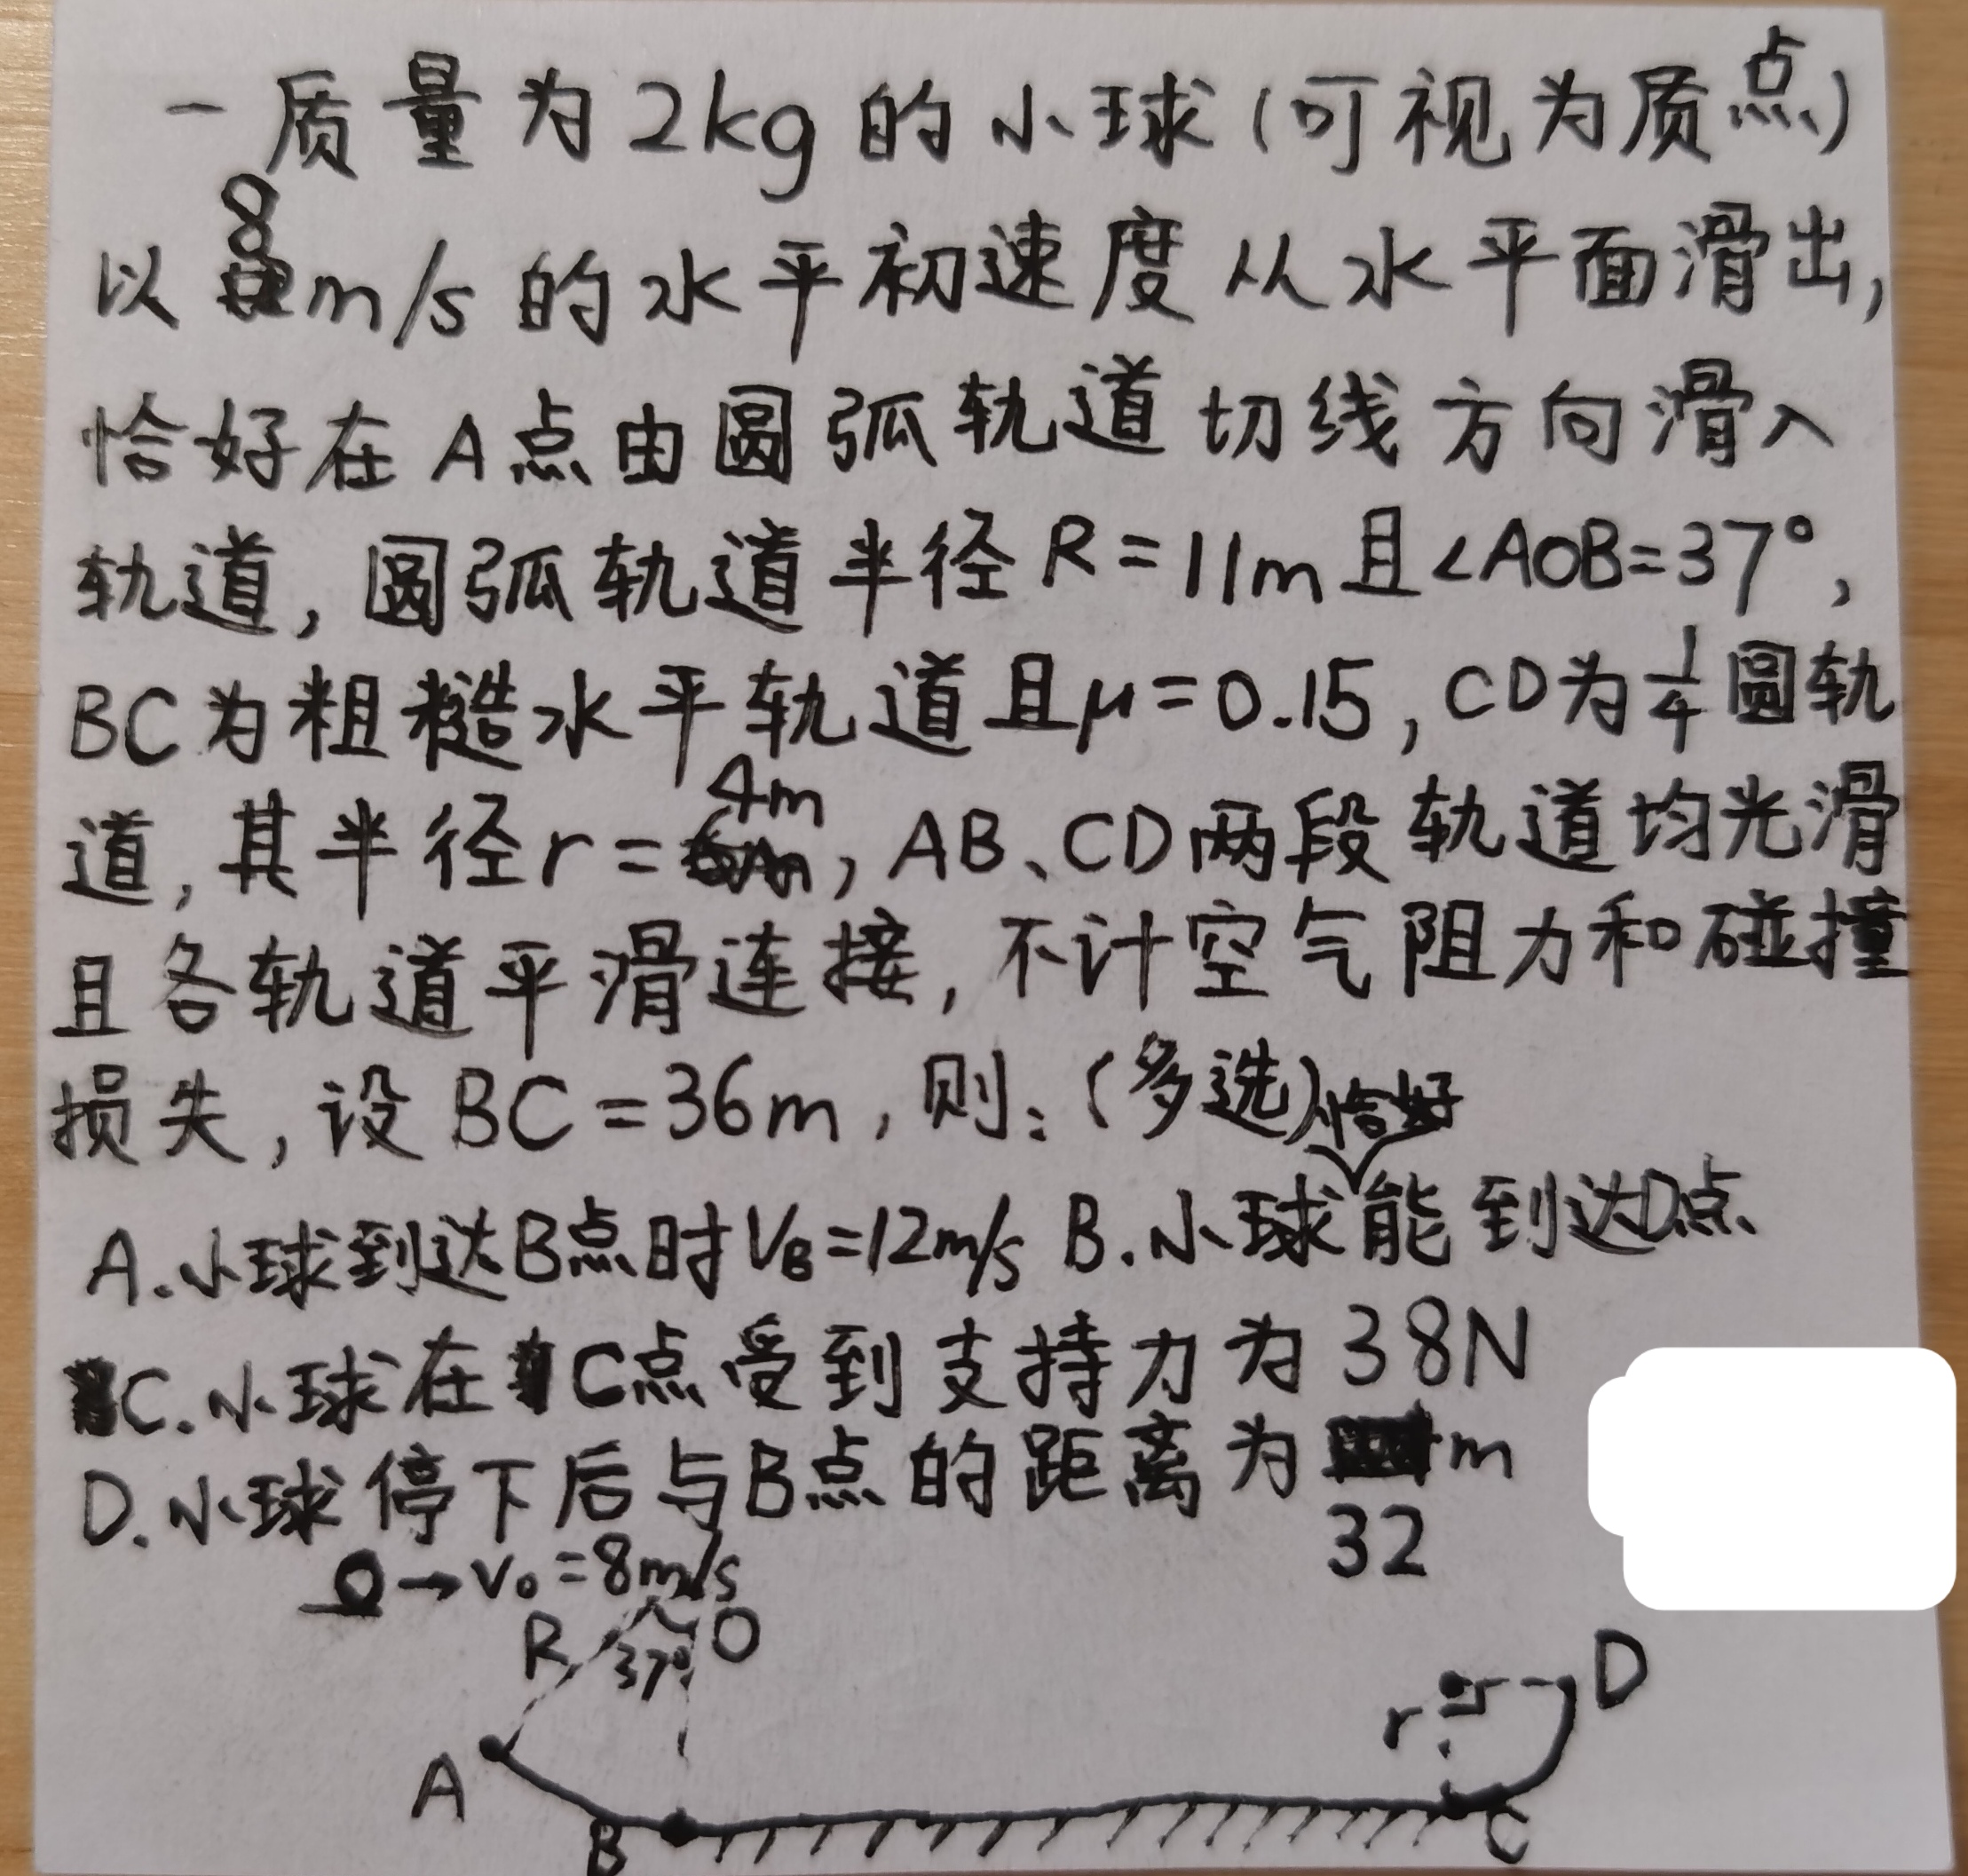 一质量为2kg的小球(可视为质点)
以8m/s的水平初速度从水平面滑出,
恰好在A点由圆弧轨道切线方向滑入
轨道,圆弧轨道半径R=11m且∠AOB=37°,
BC为粗糙水平轨道且μ=0.15,CD为1/4圆轨
道,其半径r=4m,AB、CD两段轨道均光滑
且各轨道平滑连接,不计空气阻力和碰撞
损失,设BC=36m,则:(多选)
A.小球到达B点时VB=12m/s B.小球恰好能到达D点
C.小球在C点受到支持力为38N
D.小球停下后与B点的距离为32m
→v₀=8m/s
R 37° O
r D
A
B C